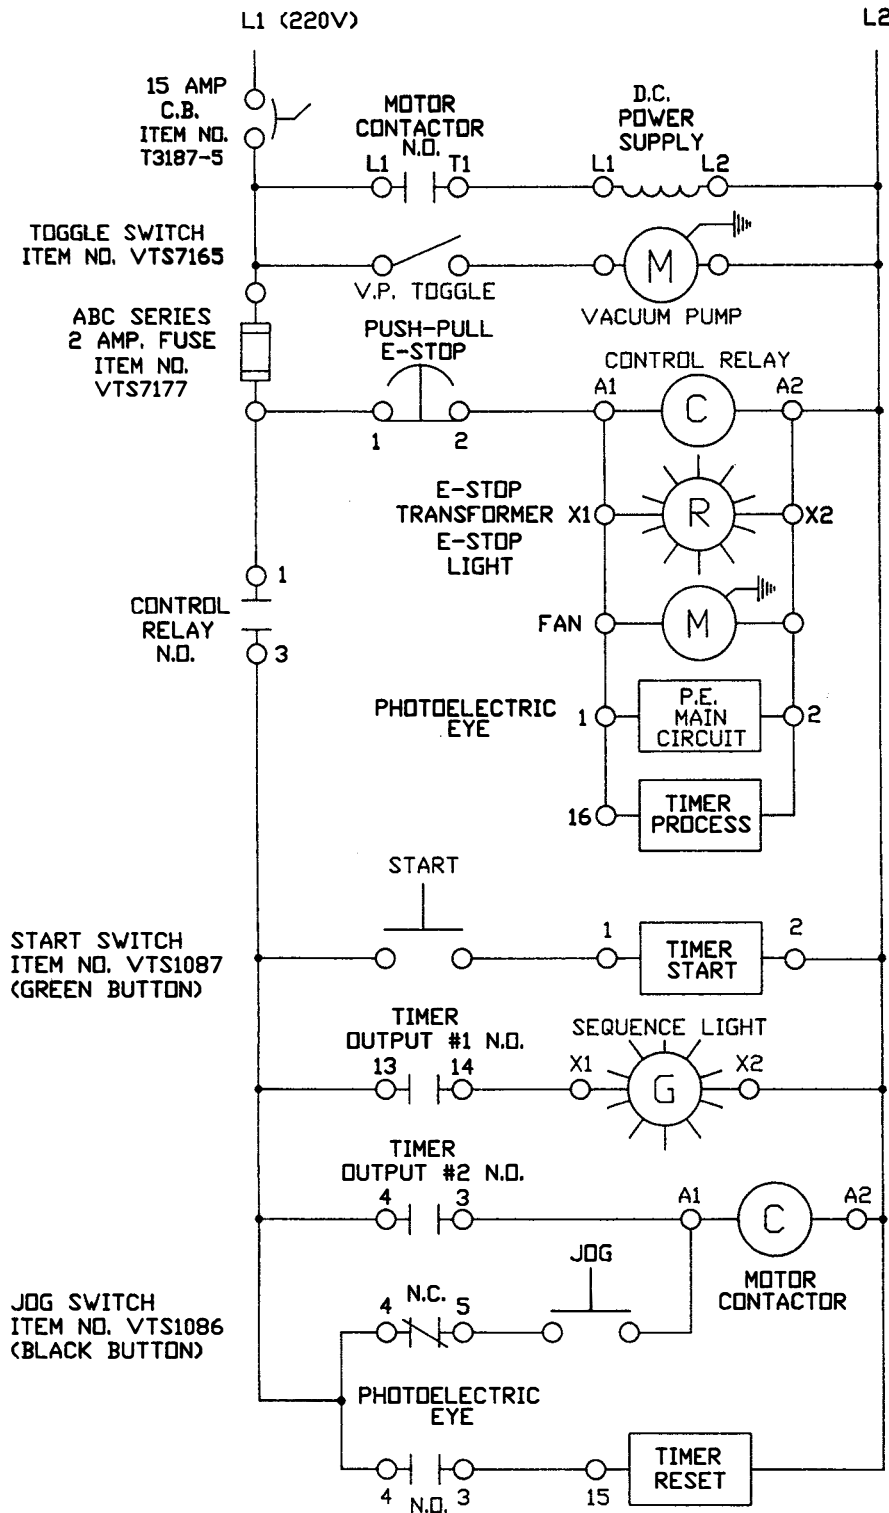 L1 (220V)
L2
15 AMP
C.B.
ITEM NO.
T3187-5
MOTOR
CONTACTOR
N.O.
L1
T1
D.C.
POWER
SUPPLY
L1
L2
TOGGLE SWITCH
ITEM NO. VTS7165
V.P. TOGGLE
M
VACUUM PUMP
ABC SERIES
2 AMP. FUSE
ITEM NO.
VTS7177
PUSH-PULL
E-STOP
1
2
CONTROL RELAY
A1
C
A2
E-STOP
TRANSFORMER
E-STOP
LIGHT
X1
R
X2
CONTROL
RELAY
N.O.
1
3
FAN
M
PHOTOELECTRIC
EYE
1
P.E.
MAIN
CIRCUIT
2
16
TIMER
PROCESS
START
START SWITCH
ITEM NO. VTS1087
(GREEN BUTTON)
1
TIMER
START
2
TIMER
OUTPUT #1 N.O.
13
14
SEQUENCE LIGHT
X1
G
X2
TIMER
OUTPUT #2 N.O.
4
3
A1
C
A2
MOTOR
CONTACTOR
JOG SWITCH
ITEM NO. VTS1086
(BLACK BUTTON)
N.C.
4
5
JOG
PHOTOELECTRIC
EYE
4
N.O.
3
15
TIMER
RESET